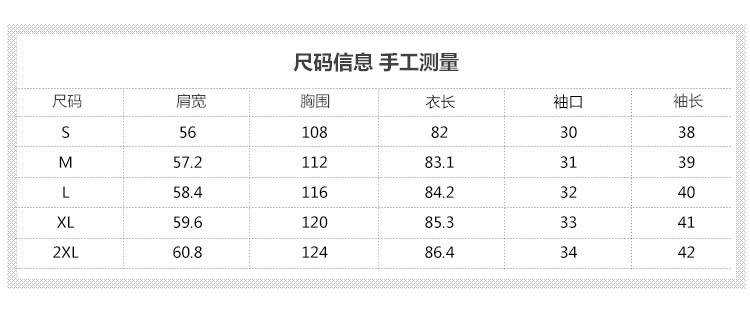 尺码信息 手工测量
尺码 肩宽 胸围 衣长 袖口 袖长
S 56 108 82 30 38
M 57.2 112 83.1 31 39
L 58.4 116 84.2 32 40
XL 59.6 120 85.3 33 41
2XL 60.8 124 86.4 34 42